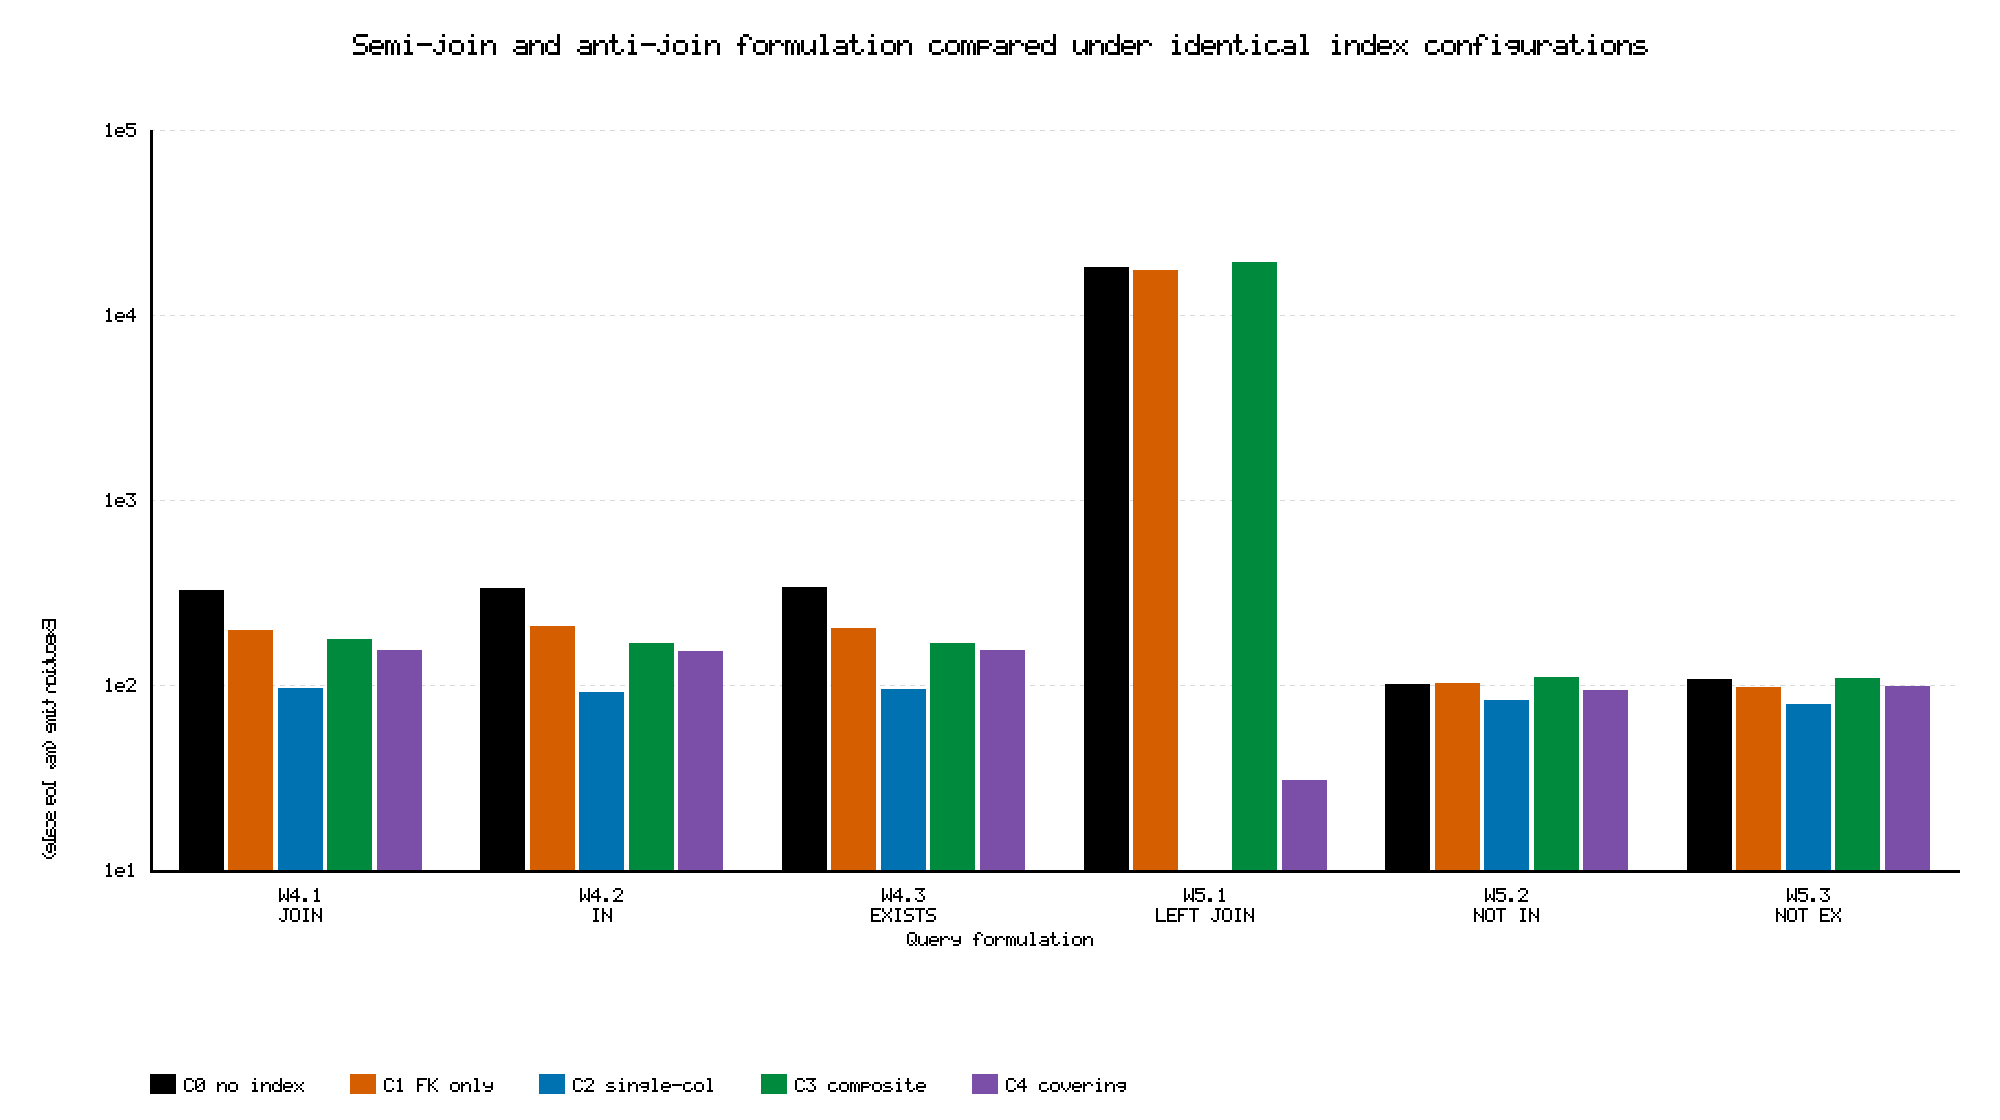 Semi-join and anti-join formulation compared under identical index configurations
1e5
1e4
1e3
1e2
1e1
Execution time (ms, log scale)
W4.1
JOIN
W4.2
IN
W4.3
EXISTS
W5.1
LEFT JOIN
W5.2
NOT IN
W5.3
NOT EX
Query formulation
C0 no index
C1 FK only
C2 single-col
C3 composite
C4 covering